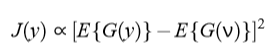 J(y) ∝ [E{G(y)} − E{G(ν)}]²